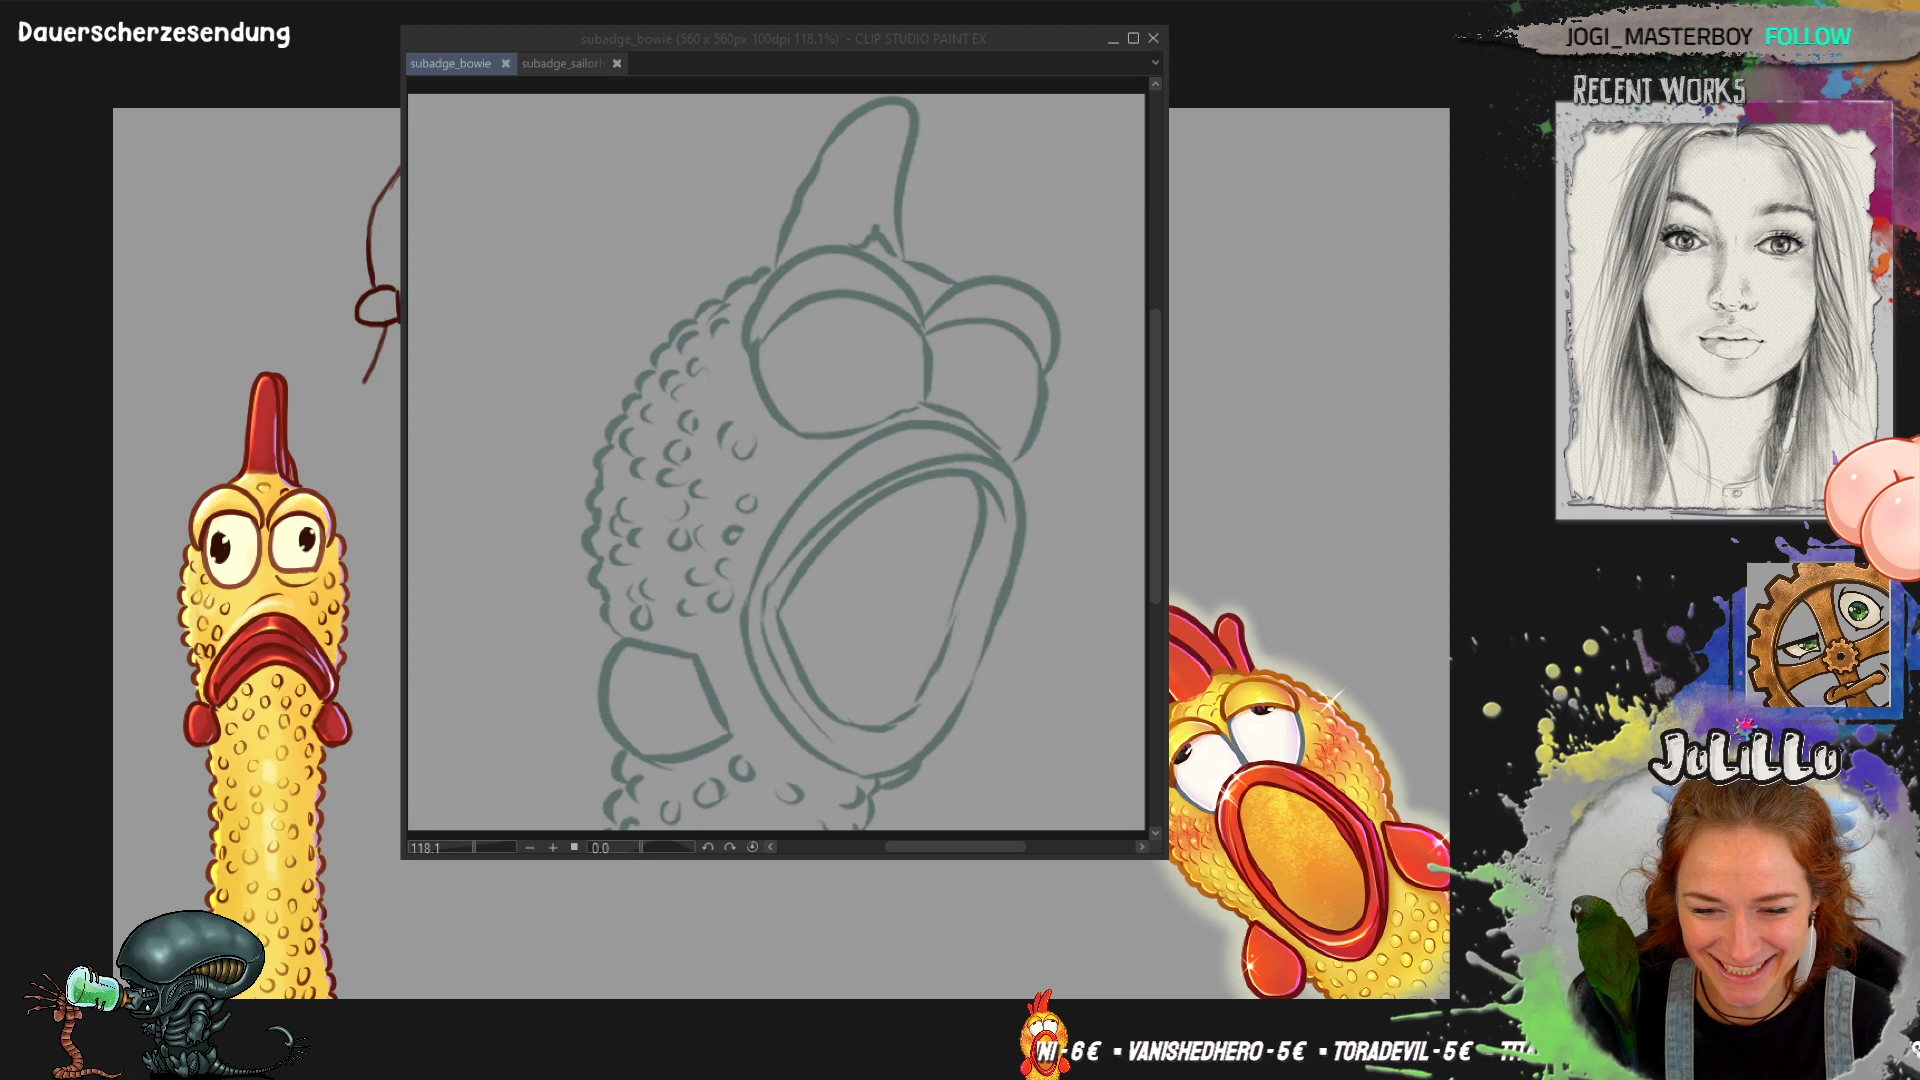 Dauerscherzesendung
subadge_bowie (560 x 560px 100dpi 118.1%) - CLIP STUDIO PAINT EX
subadge_bowie
subadge_sailor
JOGI_MASTERBOY FOLLOW
RECENT WORKS
JULILLU
118.1
0.0
NI - 6 € ▪ VANISHEDHERO - 5 € ▪ TORADEVIL - 5 €